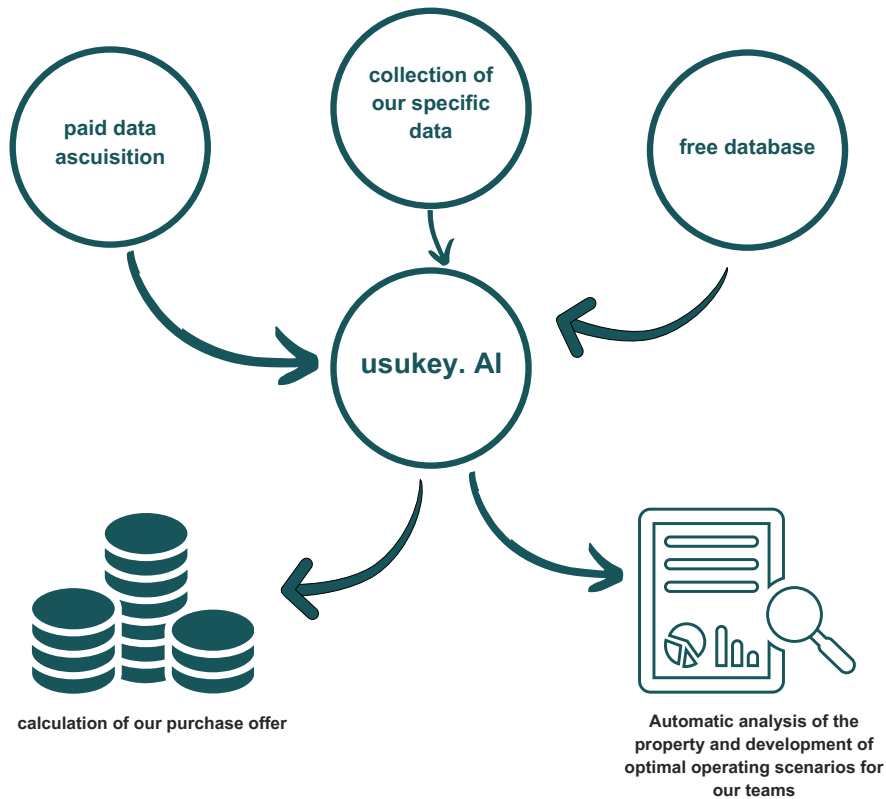 paid data
ascuisition
collection of
our specific
data
free database
usukey. AI
calculation of our purchase offer
Automatic analysis of the
property and development of
optimal operating scenarios for
our teams